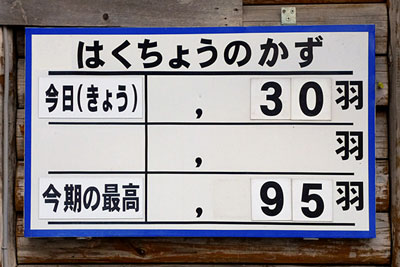 はくちょうのかず
今日(きょう) , 30羽
, 羽
今期の最高 , 95羽